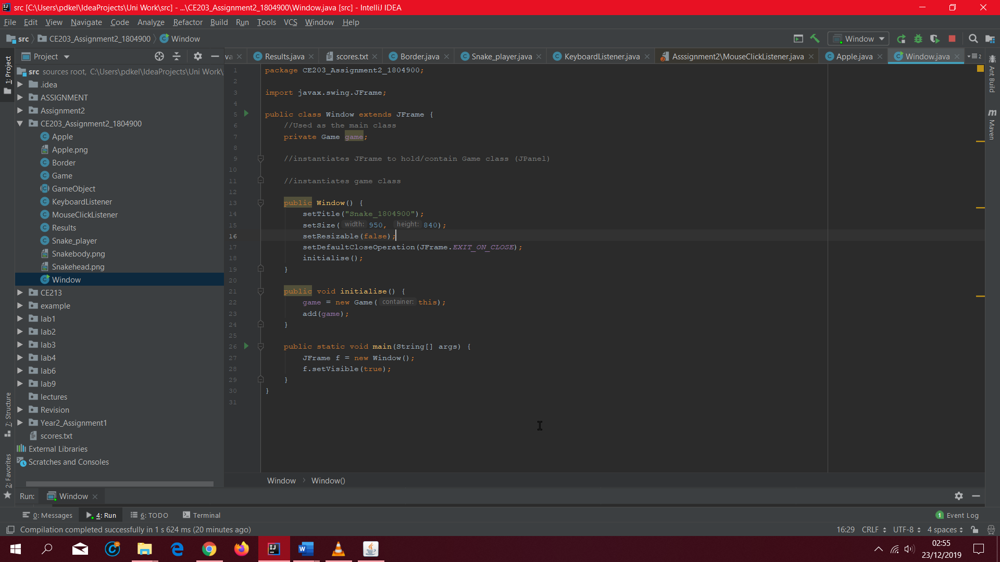 src [C:\Users\pdkel\IdeaProjects\Uni Work\src] - ...\CE203_Assignment2_1804900\Window.java [src] - IntelliJ IDEA
File Edit View Navigate Code Analyze Refactor Build Run Tools VCS Window Help
src CE203_Assignment2_1804900 Window
Window
1: Project
Project
va Results.java scores.txt Border.java Snake_player.java KeyboardListener.java Asssignment2\MouseClickListener.java Apple.java Window.java 2
src sources root, C:\Users\pdkel\IdeaProjects\Uni Work\
.idea
ASSIGNMENT
Assignment2
CE203_Assignment2_1804900
Apple
Apple.png
Border
Game
GameObject
KeyboardListener
MouseClickListener
Results
Snake_player
Snakebody.png
Snakehead.png
Window
CE213
example
lab1
lab2
lab3
lab4
lab6
lab9
lectures
Revision
Year2_Assignment1
scores.txt
External Libraries
Scratches and Consoles
7: Structure
2: Favorites
1 package CE203_Assignment2_1804900;
2
3 import javax.swing.JFrame;
4
5 public class Window extends JFrame {
6 //Used as the main class
7 private Game game;
8
9 //instantiates JFrame to hold/contain Game class (JPanel)
10
11 //instantiates game class
12
13 public Window() {
14 setTitle("Snake_1804900");
15 setSize( width: 950, height: 840);
16 setResizable(false);
17 setDefaultCloseOperation(JFrame.EXIT_ON_CLOSE);
18 initialise();
19 }
20
21 public void initialise() {
22 game = new Game( container: this);
23 add(game);
24 }
25
26 public static void main(String[] args) {
27 JFrame f = new Window();
28 f.setVisible(true);
29 }
30 }
31
Ant Build
m Maven
Window Window()
Run: Window
0: Messages 4: Run 6: TODO Terminal 1 Event Log
Compilation completed successfully in 1 s 624 ms (20 minutes ago) 16:29 CRLF UTF-8 4 spaces
02:55
23/12/2019